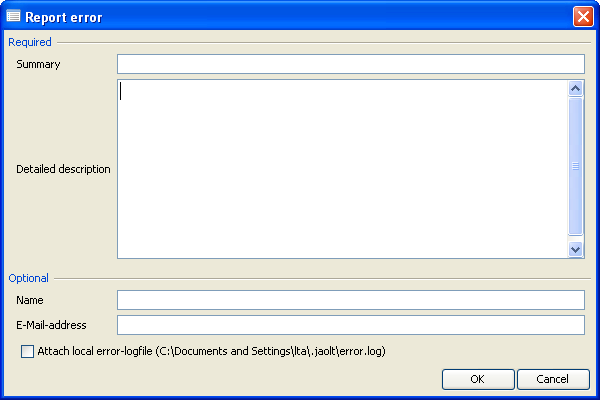 Report error
Required
Summary
Detailed description
Optional
Name
E-Mail-address
Attach local error-logfile (C:\Documents and Settings\lta\.jaolt\error.log)
OK Cancel